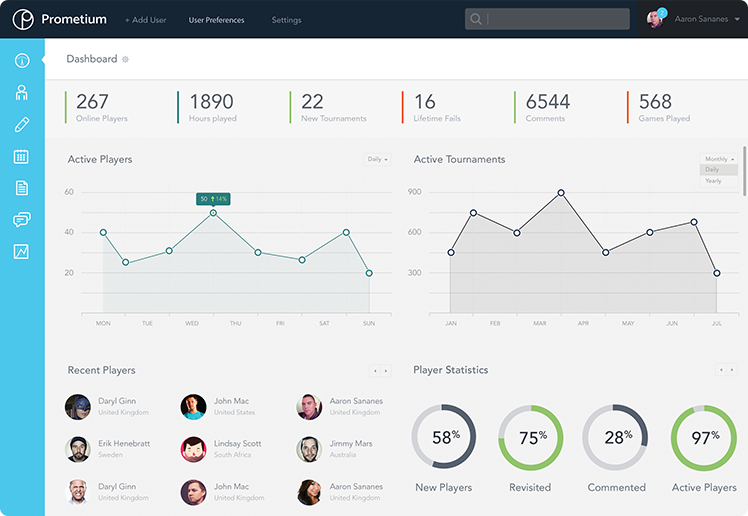 Prometium
+ Add User
User Preferences
Settings
2
Aaron Sananes
Dashboard
267
Online Players
1890
Hours played
22
New Tournaments
16
Lifetime Fails
6544
Comments
568
Games Played
Active Players
Daily
60
40
20
50 14%
MON TUE WED THU FRI SAT SUN
Active Tournaments
Monthly
Daily
Yearly
900
600
300
JAN FEB MAR APR MAY JUN JUL
Recent Players
Daryl Ginn
United Kingdom
John Mac
United States
Aaron Sananes
United Kingdom
Erik Henebratt
Sweden
Lindsay Scott
South Africa
Jimmy Mars
Australia
Daryl Ginn
United Kingdom
John Mac
United Kingdom
Aaron Sananes
United Kingdom
Player Statistics
58%
New Players
75%
Revisited
28%
Commented
97%
Active Players